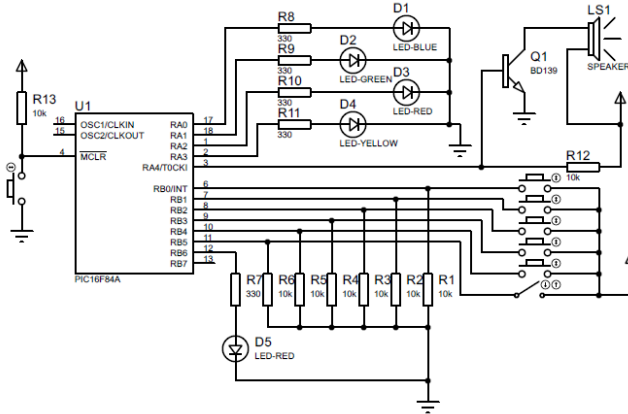 R8
330
D1
LED-BLUE
R9
330
D2
LED-GREEN
R10
330
D3
LED-RED
R11
330
D4
LED-YELLOW
LS1
SPEAKER
Q1
BD139
R12
10k
R13
10k
U1
16 OSC1/CLKIN RA0 17
15 OSC2/CLKOUT RA1 18
RA2 1
4 MCLR RA3 2
RA4/T0CKI 3
RB0/INT 6
RB1 7
RB2 8
RB3 9
RB4 10
RB5 11
RB6 12
RB7 13
PIC16F84A
R7 R6 R5 R4 R3 R2 R1
330 10k 10k 10k 10k 10k 10k
D5
LED-RED